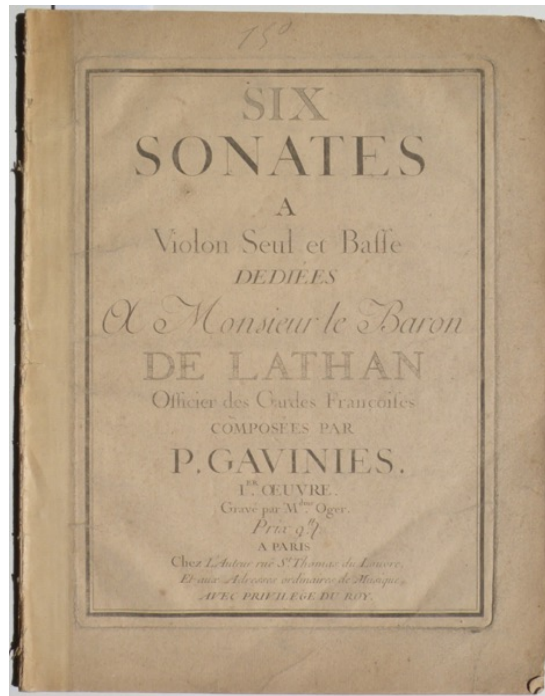 150
SIX
SONATES
A
Violon Seul et Baſſe
DEDIÉES
A Monsieur le Baron
DE LATHAN
Officier des Gardes Françoiſes
COMPOSÉES PAR
P. GAVINIES.
I.ER ŒUVRE.
Gravé par M.lle Oger.
Prix 9
A PARIS
Chez L'Auteur rue S.t Thomas du Louvre.
Et aux Adresses ordinaires de Musique.
AVEC PRIVILEGE DU ROY.